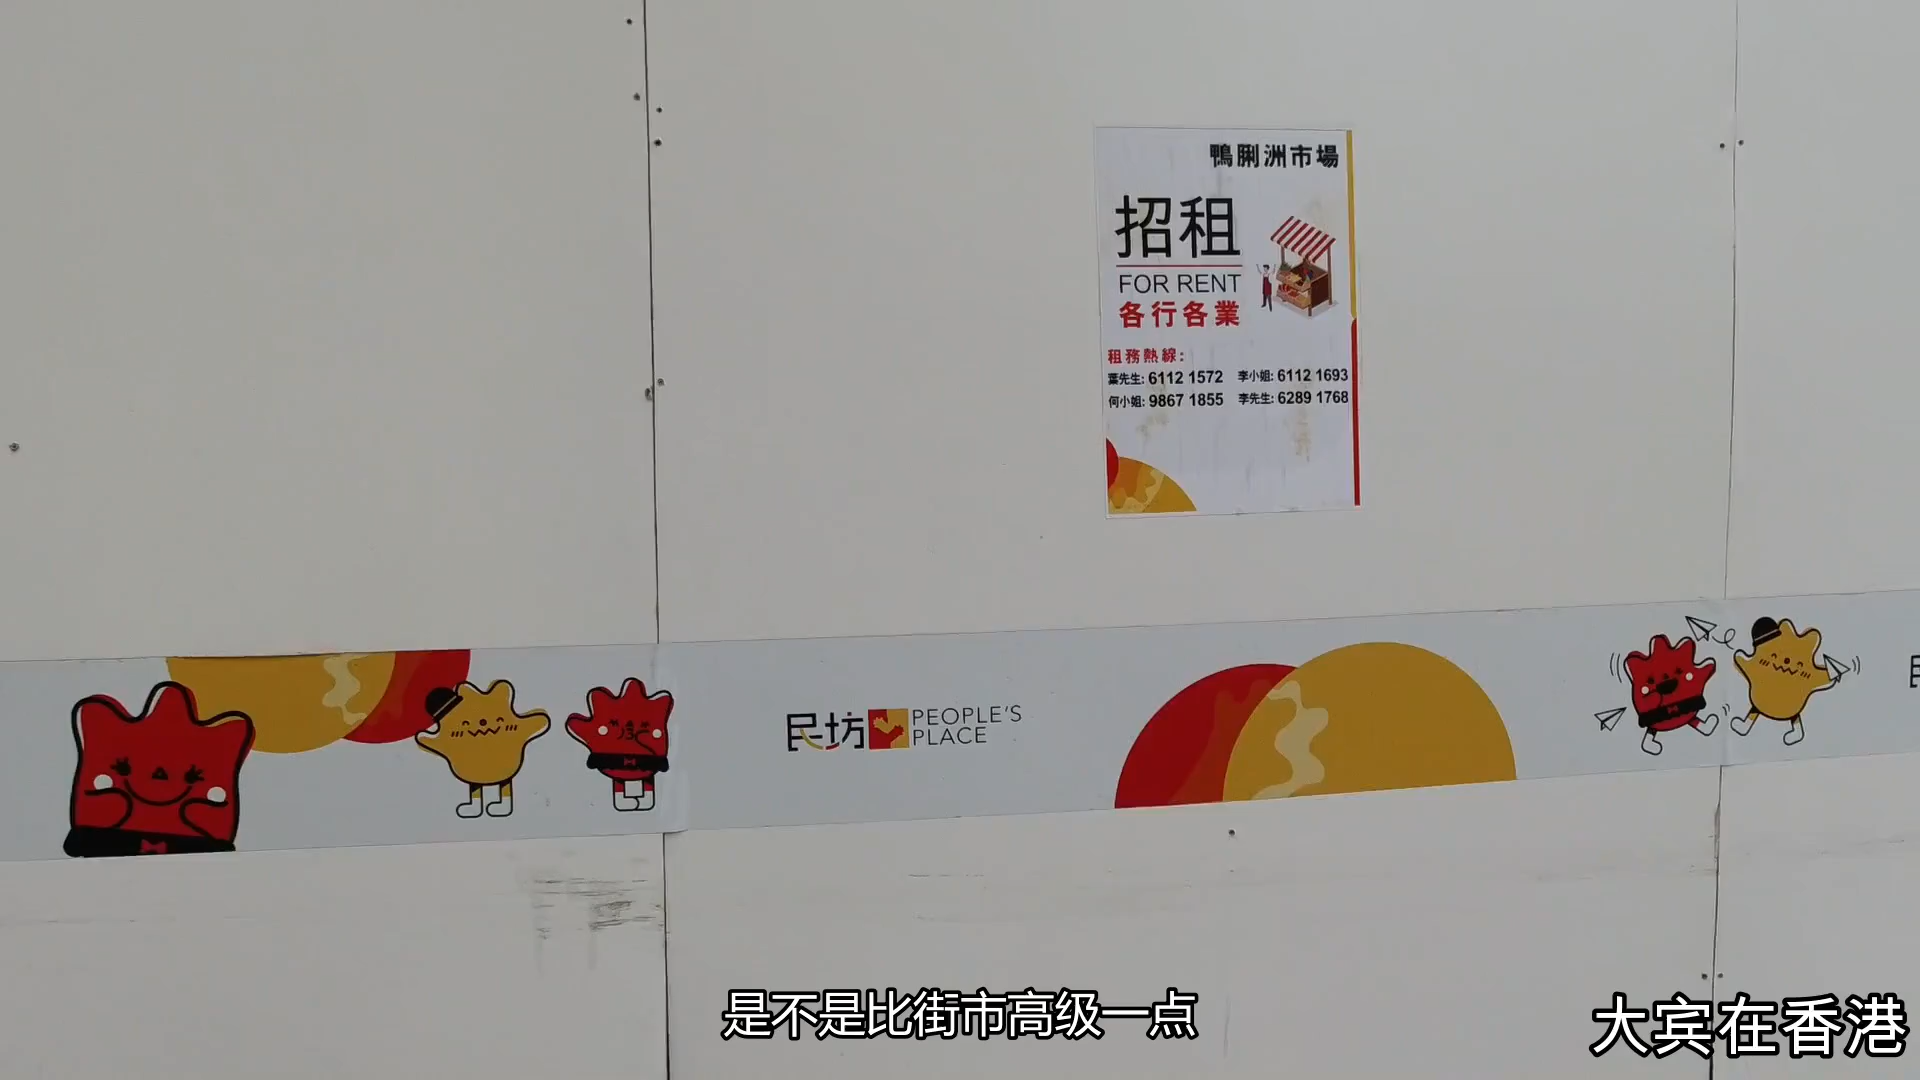 鴨脷洲市場
招租
FOR RENT
各行各業
租務熱線:
葉先生: 6112 1572 李小姐: 6112 1693
何小姐: 9867 1855 李先生: 6289 1768
民坊 PEOPLE'S
PLACE
是不是比街市高级一点
大宾在香港